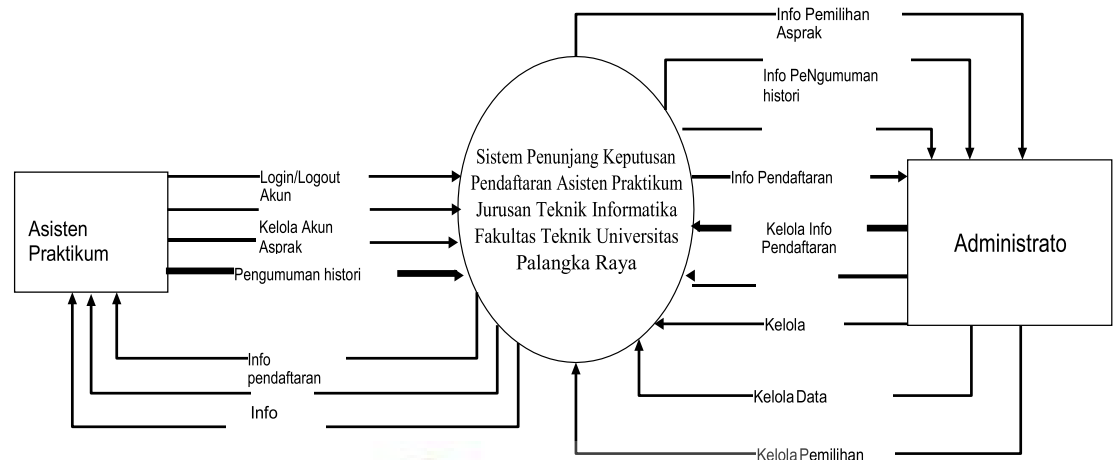 Info Pemilihan
Asprak
Info PeNgumuman
histori
Sistem Penunjang Keputusan
Pendaftaran Asisten Praktikum
Jurusan Teknik Informatika
Fakultas Teknik Universitas
Palangka Raya
Asisten
Praktikum
Login/Logout
Akun
Kelola Akun
Asprak
Pengumuman histori
Info
pendaftaran
Info
Info Pendaftaran
Kelola Info
Pendaftaran
Kelola
Kelola Data
Kelola Pemilihan
Administrato